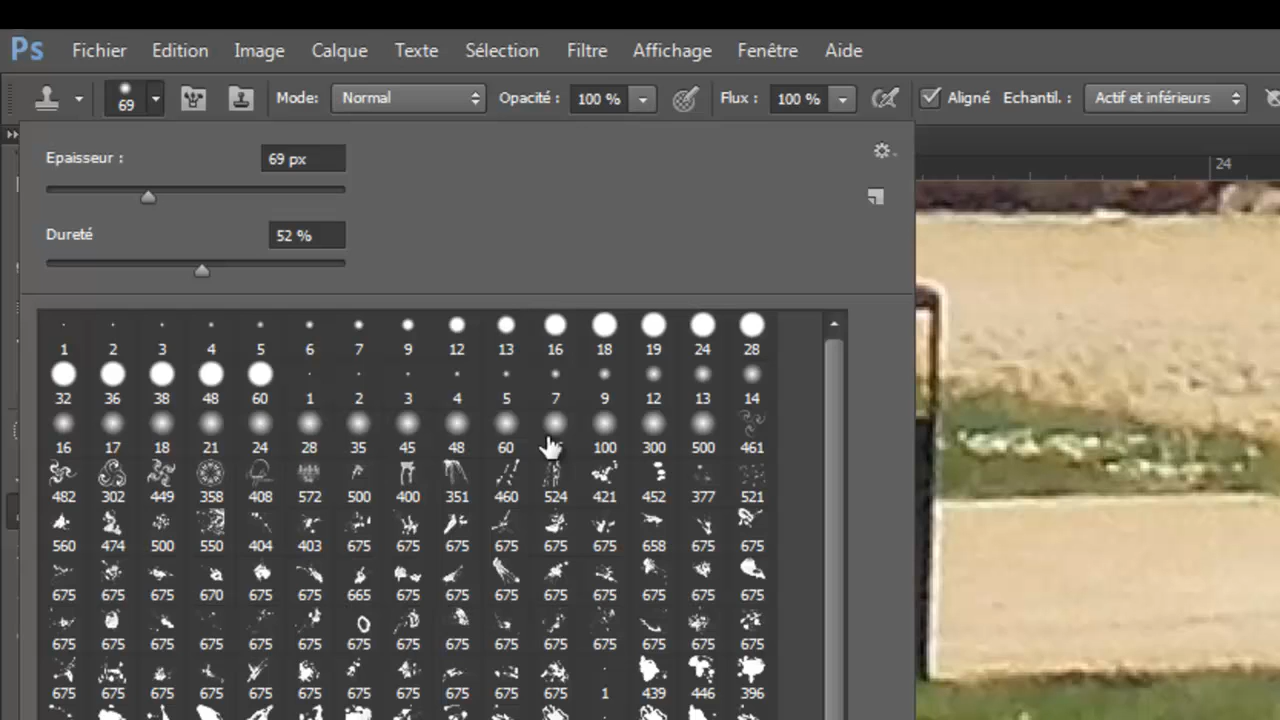 Ps Fichier Edition Image Calque Texte Sélection Filtre Affichage Fenêtre Aide
69 Mode: Normal Opacité : 100 % Flux : 100 % Aligné Echantil. : Actif et inférieurs
Epaisseur : 69 px
24
Dureté 52 %
1 2 3 4 5 6 7 9 12 13 16 18 19 24 28
32 36 38 48 60 1 2 3 4 5 7 9 12 13 14
16 17 18 21 24 28 35 45 48 60 100 300 500 461
482 302 449 358 408 572 500 400 351 460 524 421 452 377 521
560 474 500 550 404 403 675 675 675 675 675 675 658 675 675
675 675 675 670 675 675 665 675 675 675 675 675 675 675 675
675 675 675 675 675 675 675 675 675 675 675 675 675 675 675
675 675 675 675 675 675 675 675 675 675 675 1 439 446 396